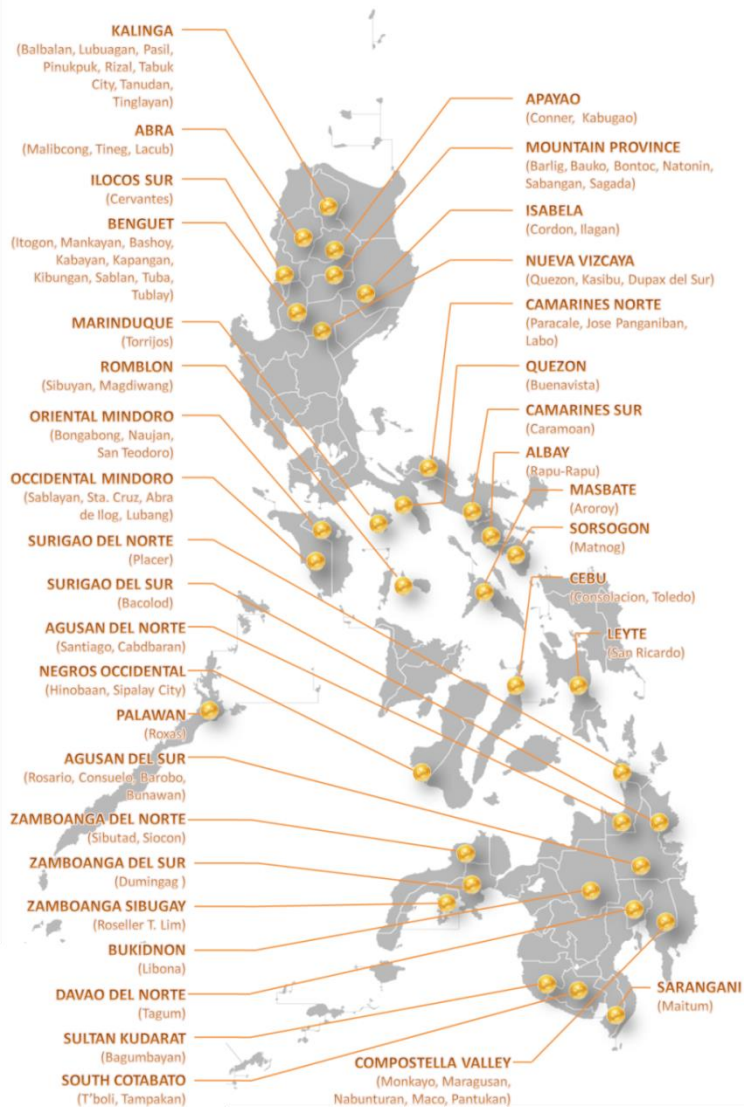 KALINGA
(Balbalan, Lubuagan, Pasil,
Pinukpuk, Rizal, Tabuk
City, Tanudan,
Tinglayan)
ABRA
(Malibcong, Tineg, Lacub)
ILOCOS SUR
(Cervantes)
BENGUET
(Itogon, Mankayan, Bashoy,
Kabayan, Kapangan,
Kibungan, Sablan, Tuba,
Tublay)
MARINDUQUE
(Torrijos)
ROMBLON
(Sibuyan, Magdiwang)
ORIENTAL MINDORO
(Bongabong, Naujan,
San Teodoro)
OCCIDENTAL MINDORO
(Sablayan, Sta. Cruz, Abra
de Ilog, Lubang)
SURIGAO DEL NORTE
(Placer)
SURIGAO DEL SUR
(Bacolod)
AGUSAN DEL NORTE
(Santiago, Cabdbaran)
NEGROS OCCIDENTAL
(Hinobaan, Sipalay City)
PALAWAN
(Roxas)
AGUSAN DEL SUR
(Rosario, Consuelo, Barobo,
Bunawan)
ZAMBOANGA DEL NORTE
(Sibutad, Siocon)
ZAMBOANGA DEL SUR
(Dumingag )
ZAMBOANGA SIBUGAY
(Roseller T. Lim)
BUKIDNON
(Libona)
DAVAO DEL NORTE
(Tagum)
SULTAN KUDARAT
(Bagumbayan)
SOUTH COTABATO
(T'boli, Tampakan)
APAYAO
(Conner, Kabugao)
MOUNTAIN PROVINCE
(Barlig, Bauko, Bontoc, Natonin,
Sabangan, Sagada)
ISABELA
(Cordon, Ilagan)
NUEVA VIZCAYA
(Quezon, Kasibu, Dupax del Sur)
CAMARINES NORTE
(Paracale, Jose Panganiban,
Labo)
QUEZON
(Buenavista)
CAMARINES SUR
(Caramoan)
ALBAY
(Rapu-Rapu)
MASBATE
(Aroroy)
SORSOGON
(Matnog)
CEBU
(Consolacion, Toledo)
LEYTE
(San Ricardo)
SARANGANI
(Maitum)
COMPOSTELLA VALLEY
(Monkayo, Maragusan,
Nabunturan, Maco, Pantukan)